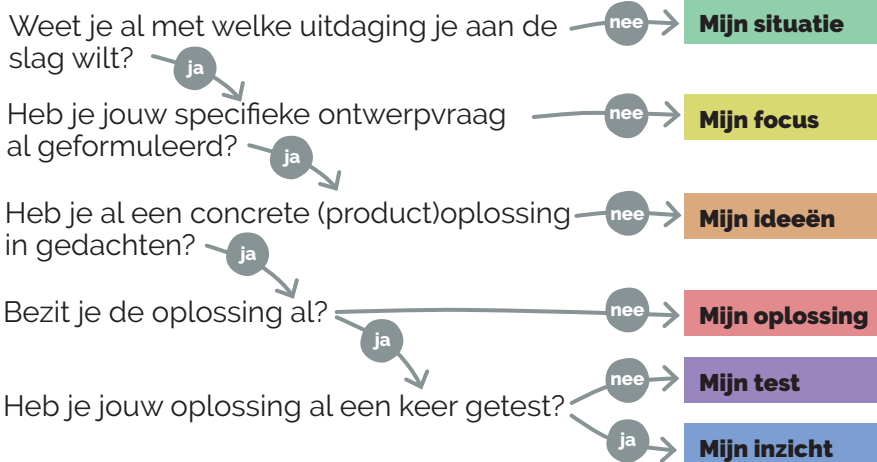 Weet je al met welke uitdaging je aan de
slag wilt?
nee
Mijn situatie
ja
Heb je jouw specifieke ontwerpvraag
al geformuleerd?
nee
Mijn focus
ja
Heb je al een concrete (product)oplossing
in gedachten?
nee
Mijn ideeën
ja
Bezit je de oplossing al?
nee
Mijn oplossing
ja
Heb je jouw oplossing al een keer getest?
nee
Mijn test
ja
Mijn inzicht